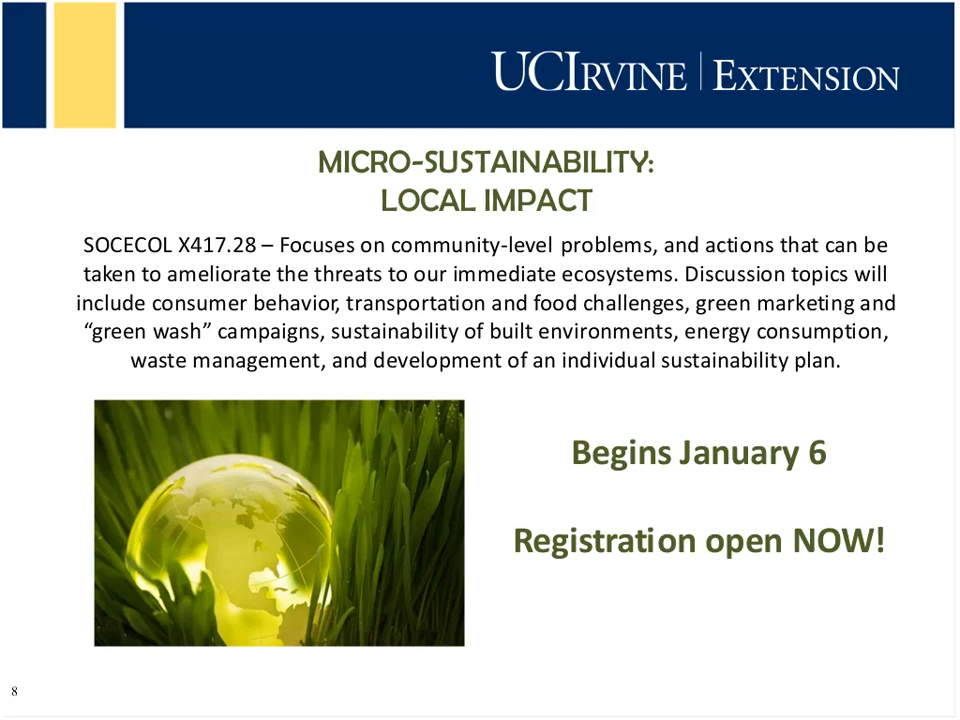 UCIRVINE | EXTENSION
MICRO-SUSTAINABILITY:
LOCAL IMPACT
SOCECOL X417.28 – Focuses on community-level problems, and actions that can be
taken to ameliorate the threats to our immediate ecosystems. Discussion topics will
include consumer behavior, transportation and food challenges, green marketing and
“green wash” campaigns, sustainability of built environments, energy consumption,
waste management, and development of an individual sustainability plan.
Begins January 6
Registration open NOW!
8